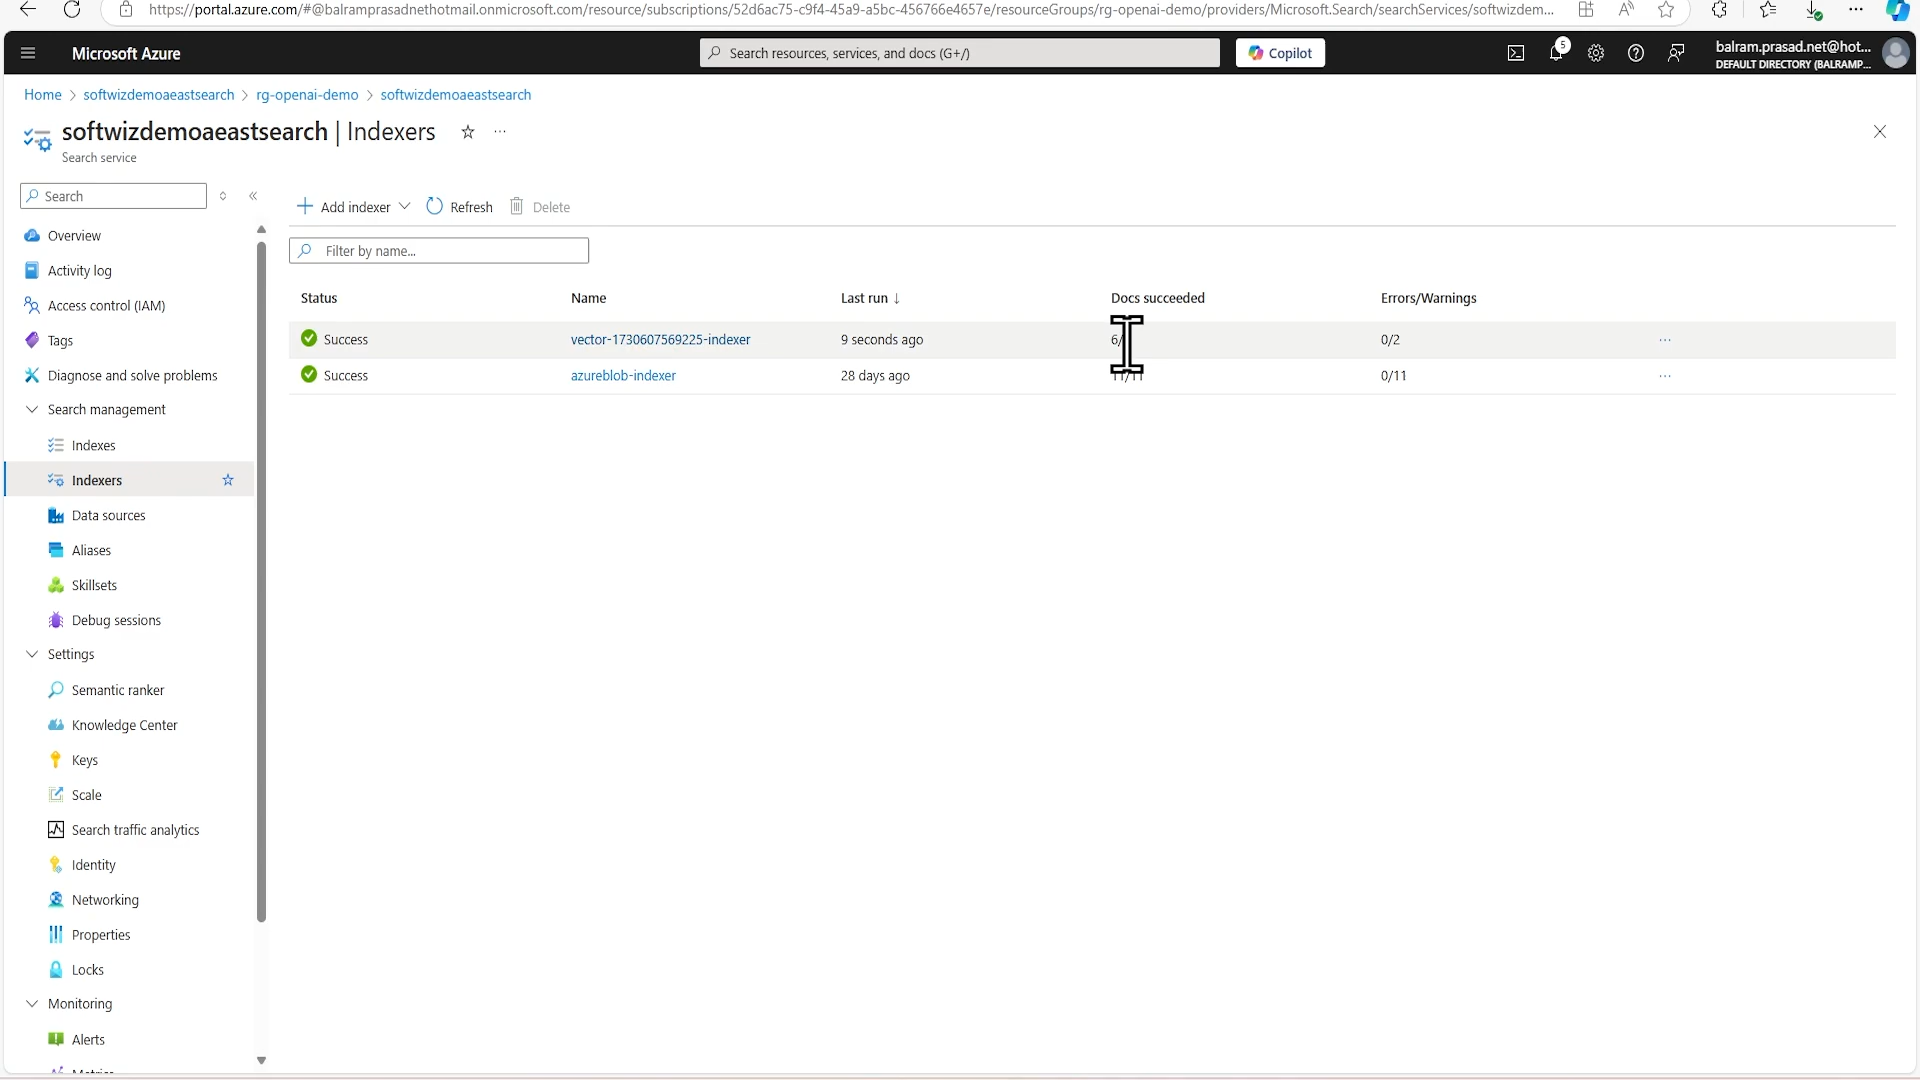 https://portal.azure.com/#@balramprasadnethotmail.onmicrosoft.com/resource/subscriptions/52d6ac75-c9f4-45a9-a5bc-456766e4657e/resourceGroups/rg-openai-demo/providers/Microsoft.Search/searchServices/softwizdem...
Microsoft Azure
Search resources, services, and docs (G+/)
Copilot
5
balram.prasad.net@hot...
DEFAULT DIRECTORY (BALRAMP...
Home > softwizdemoaeastsearch > rg-openai-demo > softwizdemoaeastsearch
softwizdemoaeastsearch | Indexers
Search service
Search
Add indexer
Refresh
Delete
Filter by name...
Overview
Activity log
Access control (IAM)
Tags
Diagnose and solve problems
Search management
Indexes
Indexers
Data sources
Aliases
Skillsets
Debug sessions
Settings
Semantic ranker
Knowledge Center
Keys
Scale
Search traffic analytics
Identity
Networking
Properties
Locks
Monitoring
Alerts
Metrics
Status Name Last run ↓ Docs succeeded Errors/Warnings
Success vector-1730607569225-indexer 9 seconds ago 0/2
Success azureblob-indexer 28 days ago 11/11 0/11